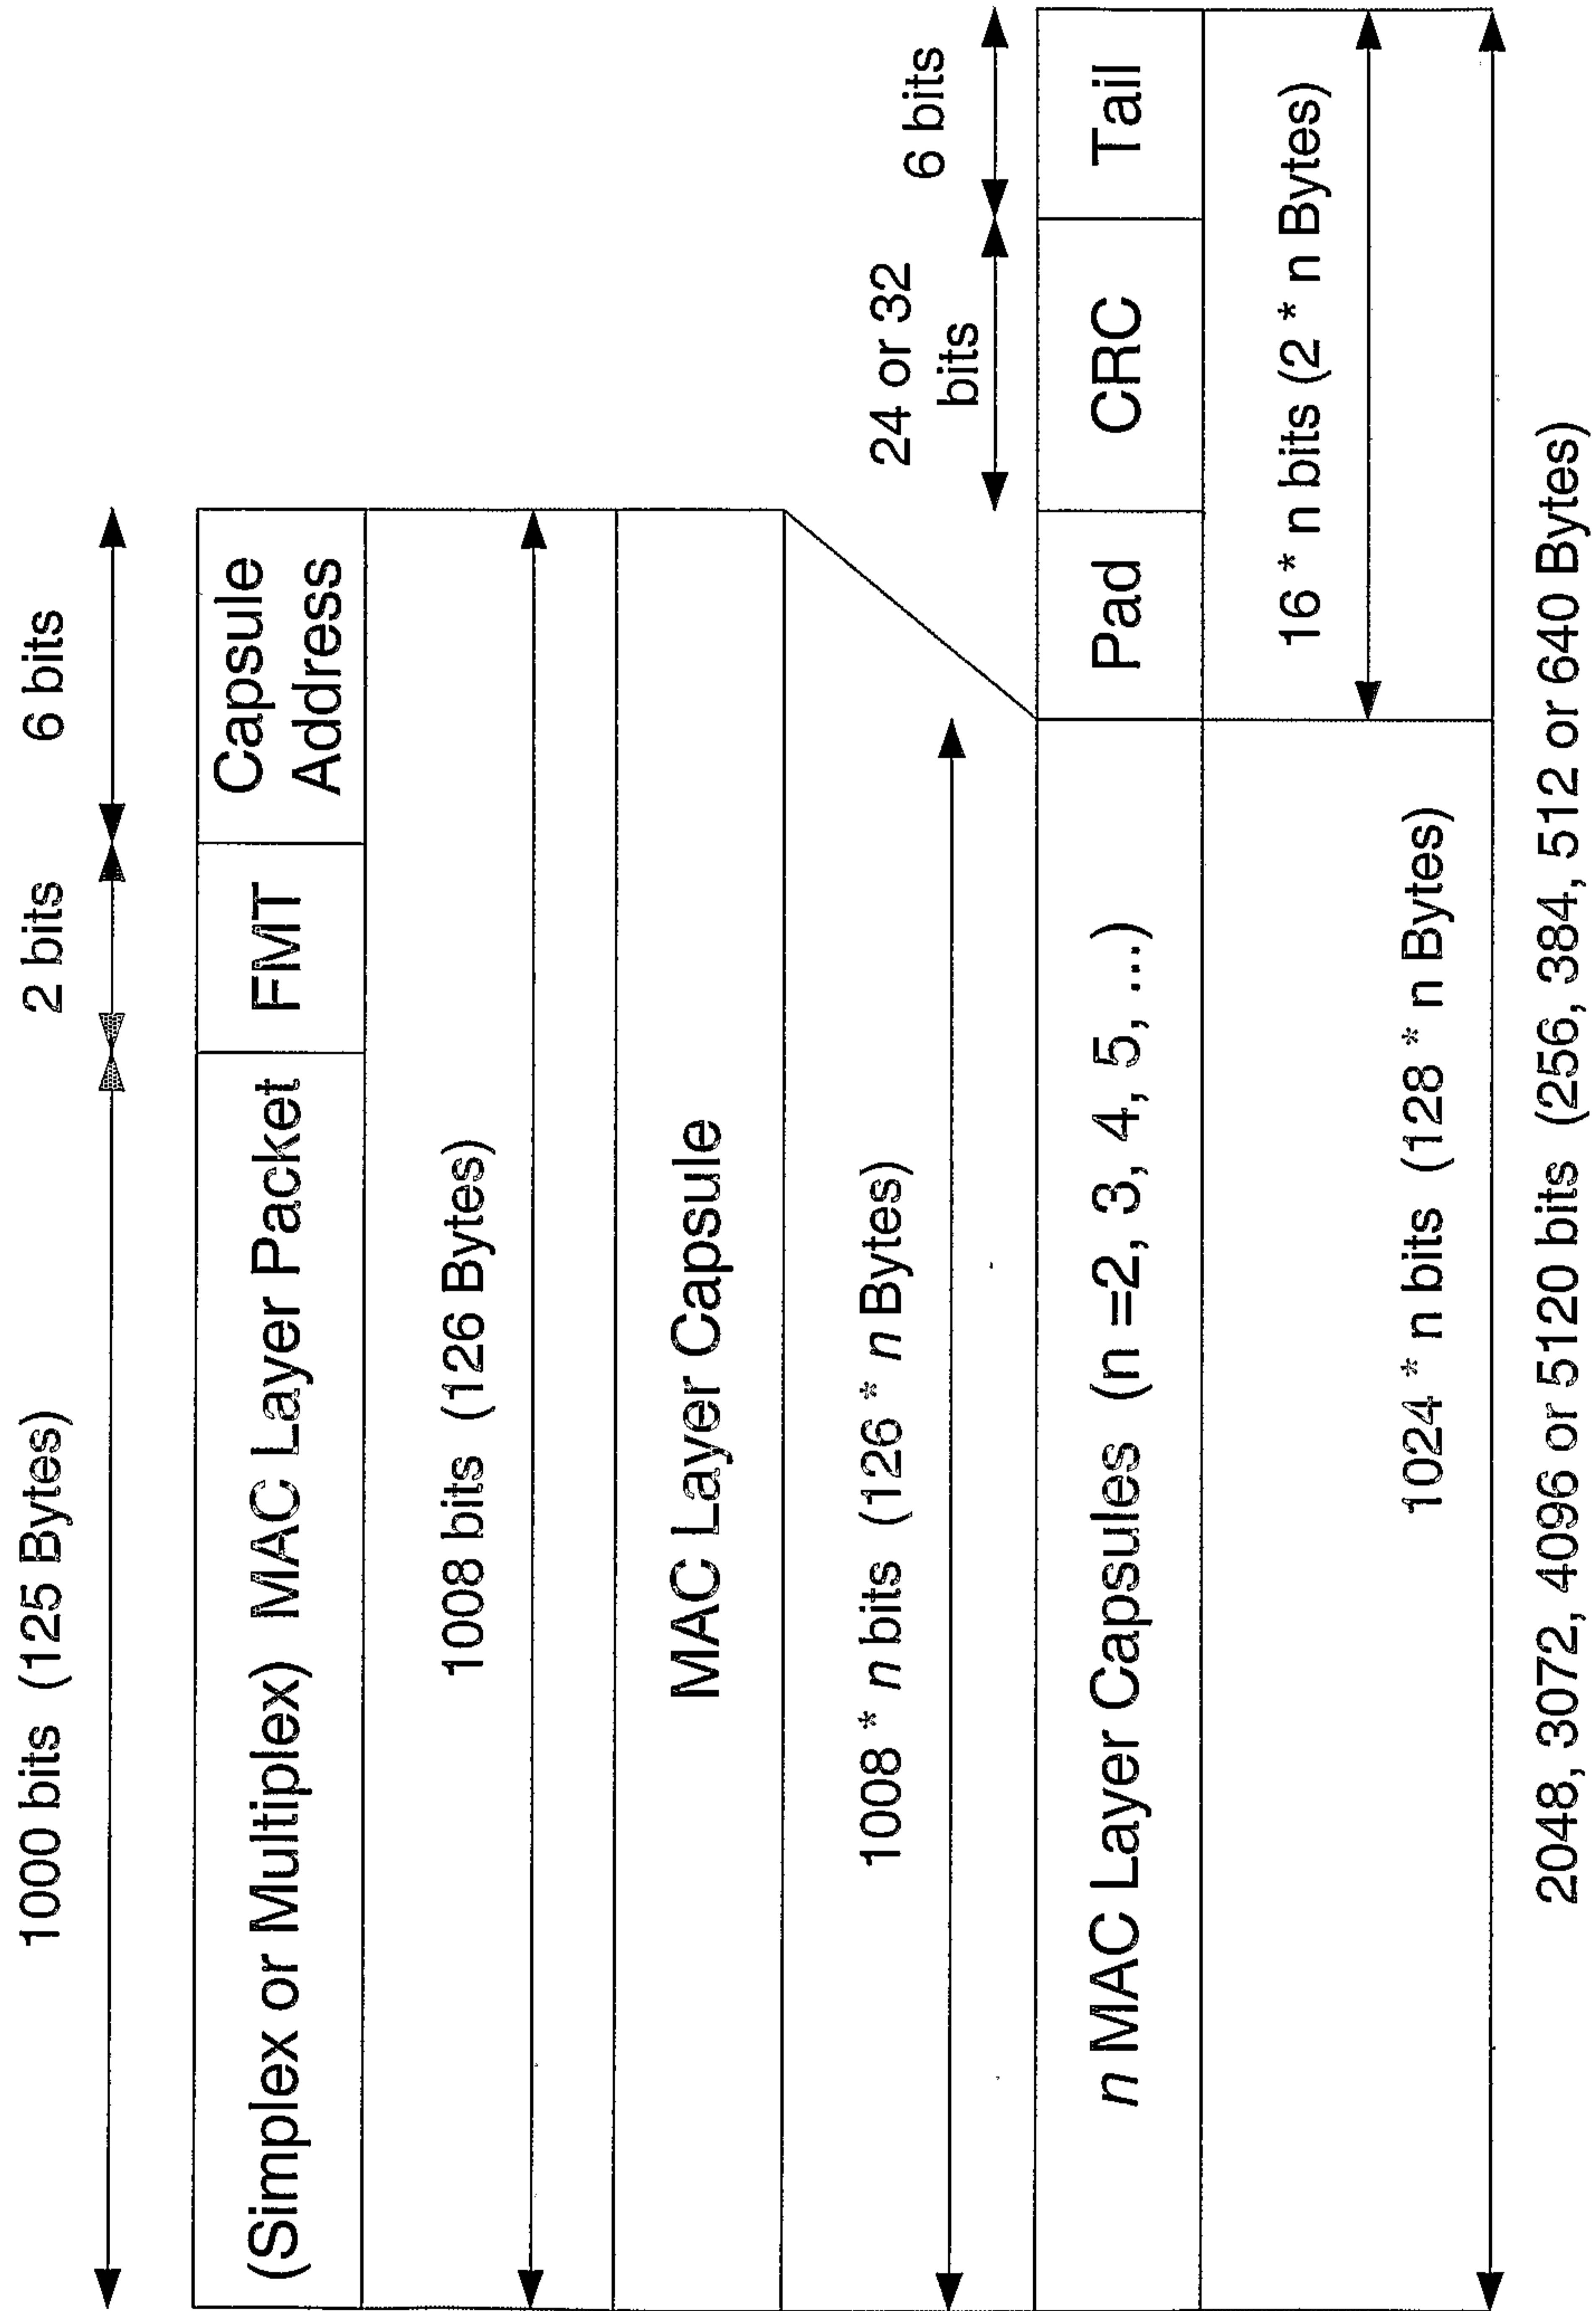 1000 bits (125 Bytes)
2 bits
6 bits
(Simplex or Multiplex) MAC Layer Packet
FMT
Capsule
Address
1008 bits (126 Bytes)
MAC Layer Capsule
1008 * n bits (126 * n Bytes)
24 or 32
bits
6 bits
n MAC Layer Capsules (n =2, 3, 4, 5, ...)
Pad
CRC
Tail
16 * n bits (2 * n Bytes)
1024 * n bits (128 * n Bytes)
2048, 3072, 4096 or 5120 bits (256, 384, 512 or 640 Bytes)